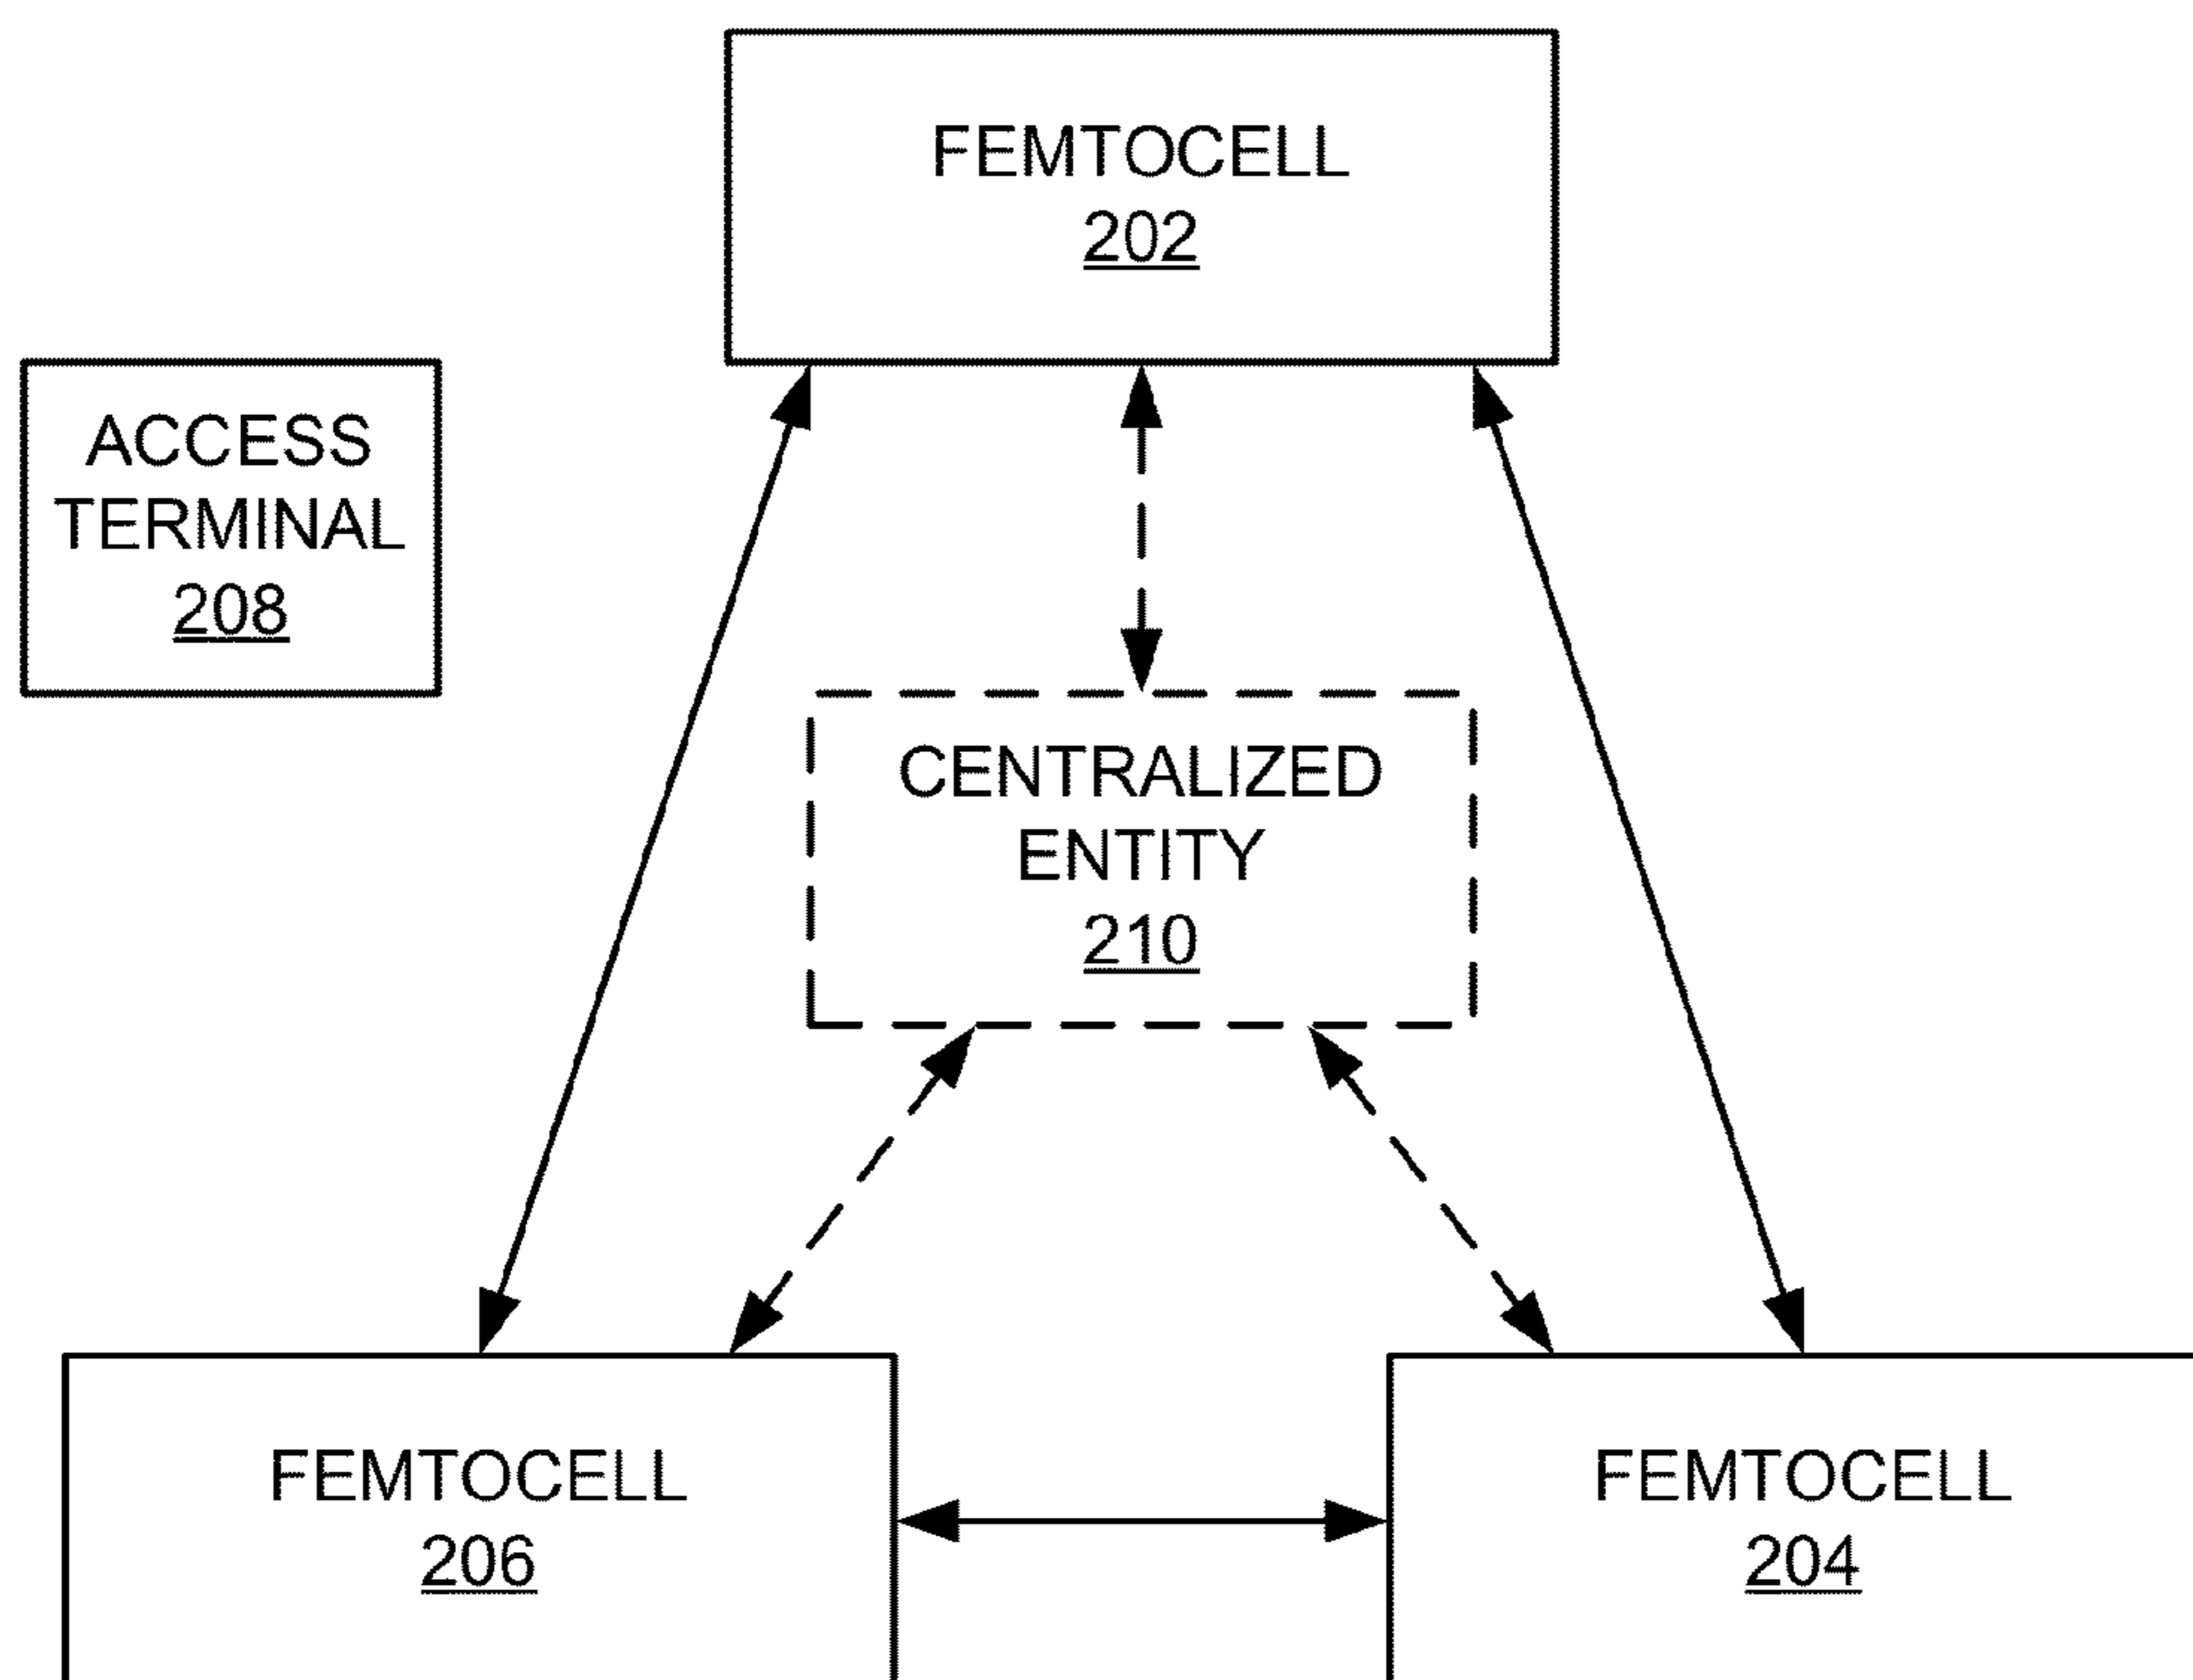 FEMTOCELL
202
ACCESS
TERMINAL
208
CENTRALIZED
ENTITY
210
FEMTOCELL
206
FEMTOCELL
204